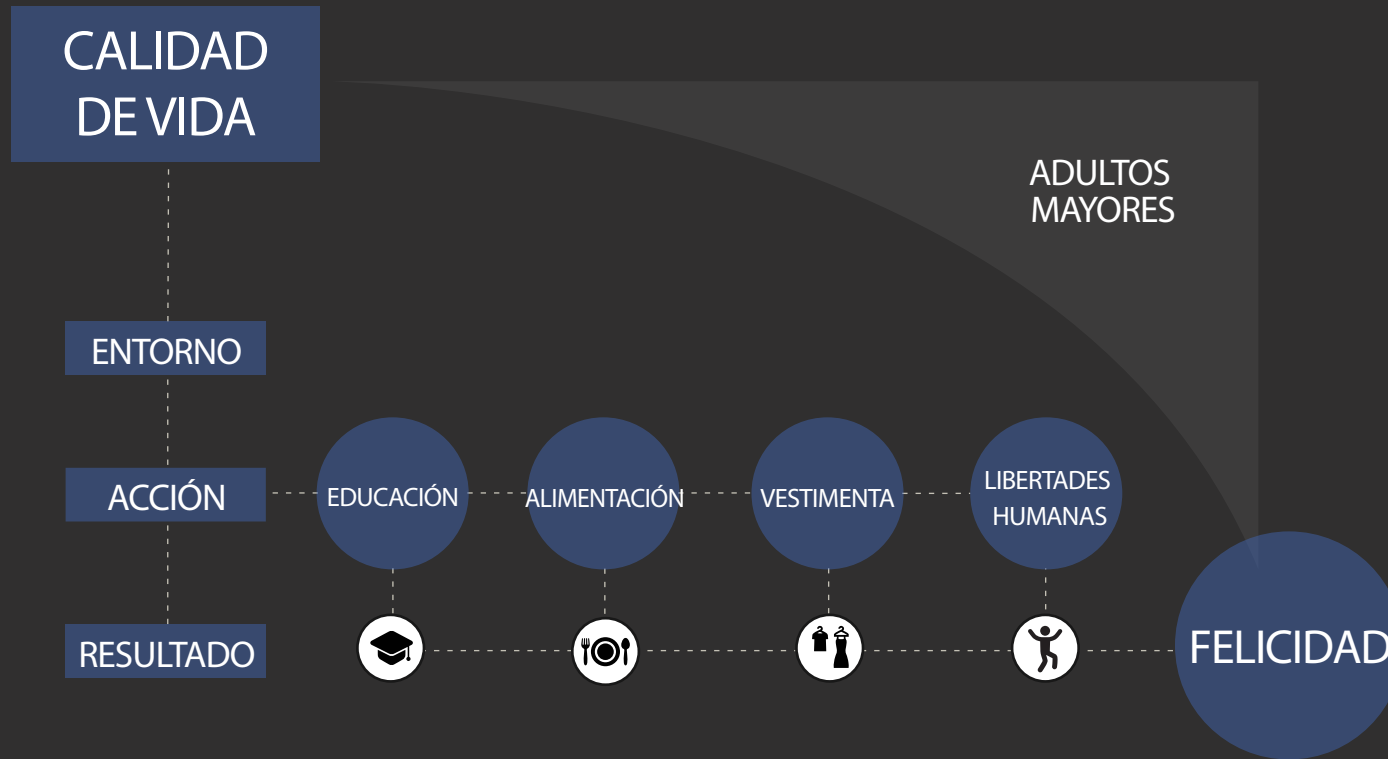 CALIDAD
DE VIDA
ADULTOS
MAYORES
ENTORNO
ACCIÓN
EDUCACIÓN
ALIMENTACIÓN
VESTIMENTA
LIBERTADES
HUMANAS
RESULTADO
FELICIDAD